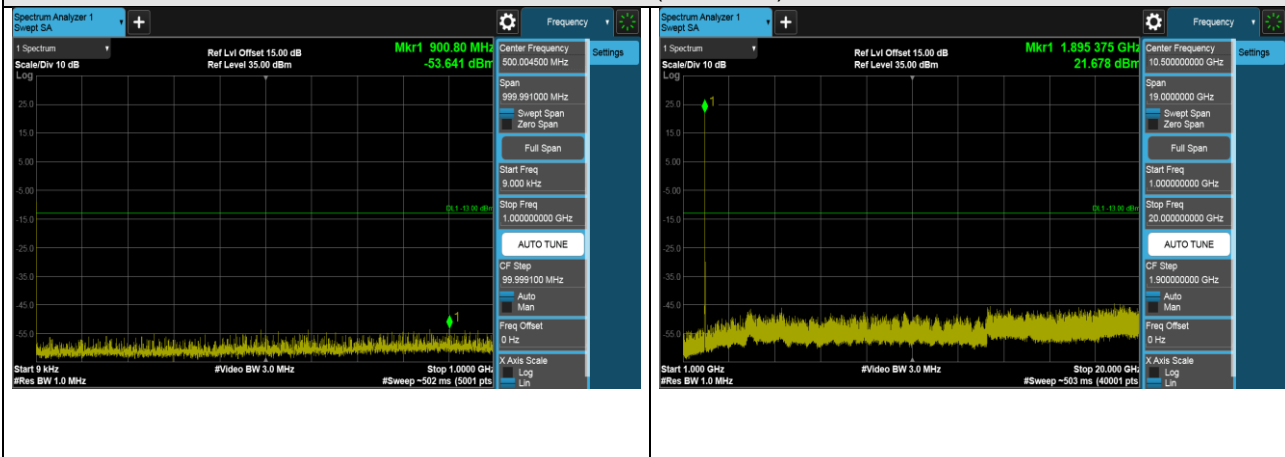 Spectrum Analyzer 1
Swept SA
+
Frequency
1 Spectrum
Scale/Div 10 dB
Log
Ref Lvl Offset 15.00 dB
Ref Level 35.00 dBm
Mkr1 900.80 MHz
-53.641 dBm
25.0
15.0
5.00
-5.00
-15.0
-25.0
-35.0
-45.0
-55.0
DL1 -13.00 dBm
1
Start 9 kHz
#Res BW 1.0 MHz
#Video BW 3.0 MHz
Stop 1.0000 GHz
#Sweep ~502 ms (5001 pts
Center Frequency
500.004500 MHz
Settings
Span
999.991000 MHz
Swept Span
Zero Span
Full Span
Start Freq
9.000 kHz
Stop Freq
1.000000000 GHz
AUTO TUNE
CF Step
99.999100 MHz
Auto
Man
Freq Offset
0 Hz
X Axis Scale
Log
Lin
Spectrum Analyzer 1
Swept SA
+
Frequency
1 Spectrum
Scale/Div 10 dB
Log
Ref Lvl Offset 15.00 dB
Ref Level 35.00 dBm
Mkr1 1.895 375 GHz
21.678 dBm
25.0
15.0
5.00
-5.00
-15.0
-25.0
-35.0
-45.0
-55.0
DL1 -13.00 dBm
1
Start 1.000 GHz
#Res BW 1.0 MHz
#Video BW 3.0 MHz
Stop 20.000 GHz
#Sweep ~503 ms (40001 pts
Center Frequency
10.500000000 GHz
Settings
Span
19.0000000 GHz
Swept Span
Zero Span
Full Span
Start Freq
1.000000000 GHz
Stop Freq
20.000000000 GHz
AUTO TUNE
CF Step
1.900000000 GHz
Auto
Man
Freq Offset
0 Hz
X Axis Scale
Log
Lin